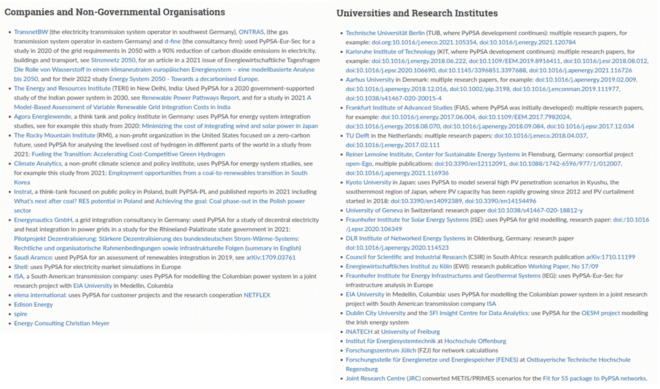 Companies and Non-Governmental Organisations
TransnetBW (the electricity transmission system operator in southwest Germany), ONTRAS, (the gas
transmission system operator in eastern Germany) and d-fine (the consultancy firm): used PyPSA-Eur-Sec for a
study in 2020 of the grid requirements in 2050 with a 90% reduction of carbon dioxide emissions in electricity,
buildings and transport, see Stromnetz 2050, for an article in 2021 issue of Energiewirtschaftliche Tagesfragen
Die Rolle von Wasserstoff in einem klimaneutralen europäischen Energiesystem – eine modellbasierte Analyse
bis 2050, and for their 2022 study Energy System 2050 - Towards a decarbonised Europe.
The Energy and Resources Institute (TERI) in New Delhi, India: Used PyPSA for a 2020 government-supported
study of the Indian power system in 2030, see Renewable Power Pathways Report, and for a study in 2021 A
Model-Based Assessment of Variable Renewable Grid Integration Costs in India
Agora Energiewende, a think tank and policy institute in Germany: uses PyPSA for energy system integration
studies, see for example this study from 2020: Minimizing the cost of integrating wind and solar power in Japan
The Rocky Mountain Institute (RMI), a non-profit organization in the United States focused on a zero-carbon
future, used PyPSA for analysing the levelised cost of hydrogen in different parts of the world in a study from
2021: Fueling the Transition: Accelerating Cost-Competitive Green Hydrogen
Climate Analytics, a non-profit climate science and policy institute, uses PyPSA for energy system studies, see
for example this study from 2021: Employment opportunities from a coal-to-renewables transition in South
Korea
Instrat, a think-tank focused on public policy in Poland, built PyPSA-PL and published reports in 2021 including
What's next after coal? RES potential in Poland and Achieving the goal: Coal phase-out in the Polish power
sector
Energynautics GmbH, a grid integration consultancy in Germany: used PyPSA for a study of decentral electricity
and heat integration in power grids in a study for the Rhineland-Palatinate state government in 2021:
Pilotprojekt Dezentralisierung: Stärkere Dezentralisierung des bundesdeutschen Strom-Wärme-Systems:
Rechtliche und organisatorische Rahmenbedingungen sowie infrastrukturelle Folgen (summary in English)
Saudi Aramco: used PyPSA for an assessment of renewables integration in 2019, see arXiv:1709.03761
Shell: uses PyPSA for electricity market simulations in Europe
ISA, a South American transmission company: uses PyPSA for modelling the Columbian power system in a joint
research project with EIA University in Medellín, Colombia
elena international: uses PyPSA for customer projects and the research cooperation NETFLEX
Edison Energy
spire
Energy Consulting Christian Meyer
Universities and Research Institutes
Technische Universität Berlin (TUB, where PyPSA development continues): multiple research papers, for
example: doi.org:10.1016/j.eneco.2021.105354, doi:10.1016/j.energy.2021.120784
Karlsruhe Institute of Technology (KIT, where PyPSA development continues): multiple research papers, for
example: doi:10.1016/j.energy.2018.06.222, doi:10.1109/EEM.2019.8916411, doi:10.1016/j.esr.2018.08.012,
doi:10.1016/j.epsr.2020.106690, doi:10.1145/3396851.3397688, doi:10.1016/j.energy.2021.116726
Aarhus University in Denmark: multiple research papers, for example: doi:10.1016/j.apenergy.2019.02.009,
doi:10.1016/j.apenergy.2018.12.016, doi:10.1002/pip.3198, doi:10.1016/j.enconman.2019.111977,
doi:10.1038/s41467-020-20015-4
Frankfurt Institute of Advanced Studies (FIAS, where PyPSA was initially developed): multiple research papers,
for example: doi:10.1016/j.energy.2017.06.004, doi:10.1109/EEM.2017.7982024,
doi:10.1016/j.energy.2018.08.070, doi:10.1016/j.apenergy.2018.09.084, doi:10.1016/j.epsr.2017.12.034
TU Delft in the Netherlands: multiple research papers: doi:10.1016/j.eneco.2018.04.037,
doi:10.1016/j.energy.2017.02.111
Reiner Lemoine Institute, Center for Sustainable Energy Systems in Flensburg, Germany: consortial project
open-Ego, multiple publications: doi:10.3390/en12112091, doi:10.1088/1742-6596/977/1/012007,
doi:10.1016/j.apenergy.2021.116936
Kyoto University in Japan: uses PyPSA to model several high PV penetration scenarios in Kyushu, the
southernmost region of Japan, where PV capacity has been rapidly growing since 2012 and PV curtailment
started in 2018: doi:10.3390/en14092389, doi:10.3390/en14154496
University of Geneva in Switzerland: research paper doi:10.1038/s41467-020-18812-y
Fraunhofer Institute for Solar Energy Systems (ISE): uses PyPSA for grid modelling, research paper: doi:/10.1016
/j.epsr.2020.106349
DLR Institute of Networked Energy Systems in Oldenburg, Germany: research paper
doi:10.1016/j.apenergy.2020.114523
Council for Scientific and Industrial Research (CSIR) in South Africa: research publication arXiv:1710.11199
Energiewirtschaftliches Institut zu Köln (EWI): research publication Working Paper, No 17/09
Fraunhofer Institute for Energy Infrastructures and Geothermal Systems (IEG): uses PyPSA-Eur-Sec for
infrastructure analysis in Europe
EIA University in Medellín, Columbia: uses PyPSA for modelling the Columbian power system in a joint research
project with South American transmission company ISA
Dublin City University and the SFI Insight Centre for Data Analytics: use PyPSA for the OESM project modelling
the Irish energy system
INATECH at University of Freiburg
Institut für Energiesystemtechnik at Hochschule Offenburg
Forschungszentrum Jülich (FZJ) for network calculations
Forschungsstelle für Energienetze und Energiespeicher (FENES) at Ostbayerische Technische Hochschule
Regensburg
Joint Research Centre (JRC) converted METIS/PRIMES scenarios for the Fit for 55 package to PyPSA networks.